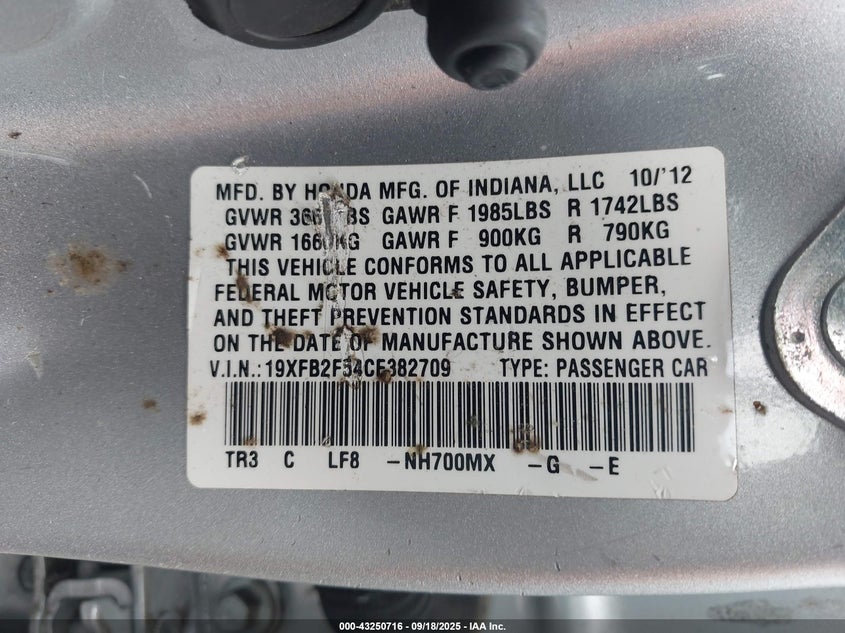 MFD. BY HONDA MFG. OF INDIANA, LLC 10/'12
GVWR LBS GAWR F 1985LBS R 1742LBS
GVWR KG GAWR F 900KG R 790KG
THIS VEHICLE CONFORMS TO ALL APPLICABLE
FEDERAL MOTOR VEHICLE SAFETY, BUMPER,
AND THEFT PREVENTION STANDARDS IN EFFECT
ON THE DATE OF MANUFACTURE SHOWN ABOVE.
V.I.N.: 19XFB2F54CE382709 TYPE: PASSENGER CAR
TR3 C LF8 -NH700MX -G -E
000-43250716 - 09/18/2025 - IAA Inc.